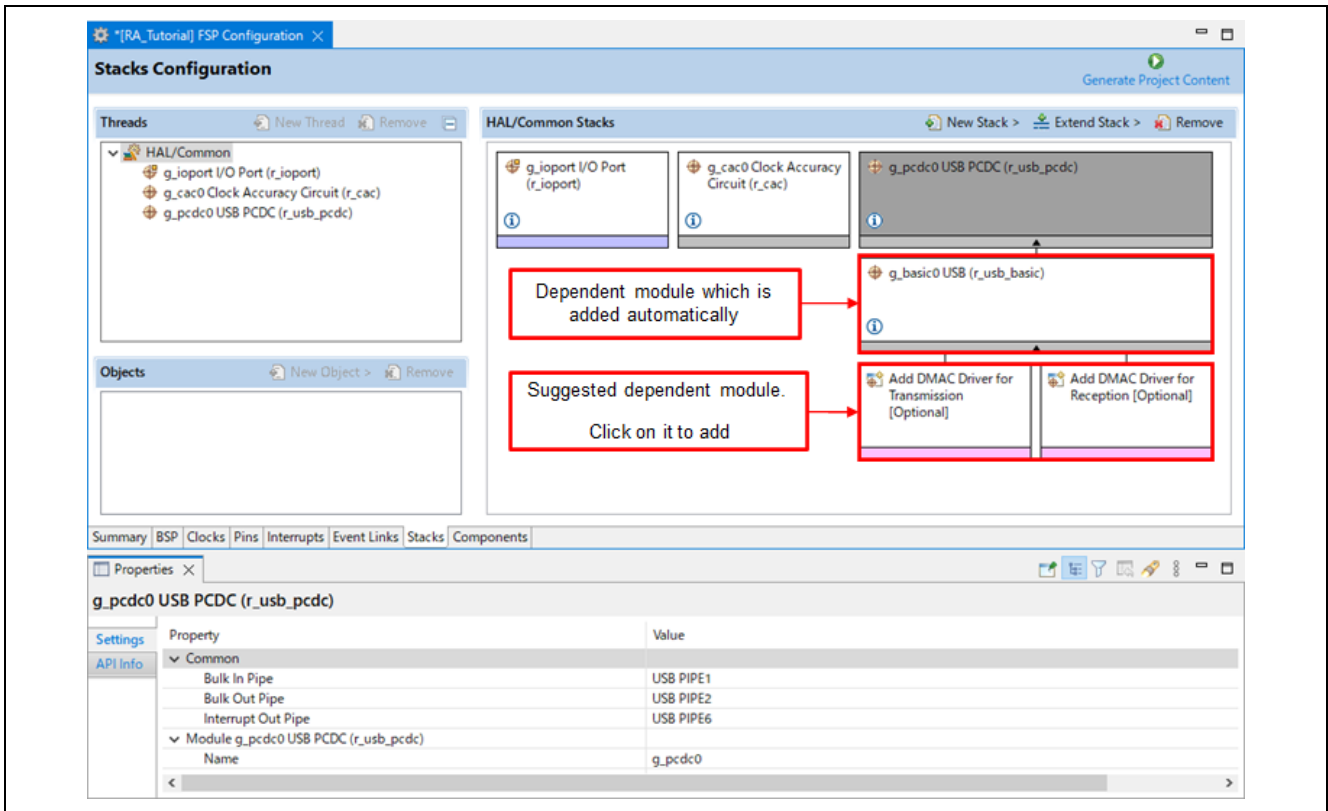 *[RA_Tutorial] FSP Configuration
Stacks Configuration
Generate Project Content
Threads
New Thread
Remove
HAL/Common
g_ioport I/O Port (r_ioport)
g_cac0 Clock Accuracy Circuit (r_cac)
g_pcdc0 USB PCDC (r_usb_pcdc)
Objects
New Object >
Remove
HAL/Common Stacks
New Stack >
Extend Stack >
Remove
g_ioport I/O Port
(r_ioport)
g_cac0 Clock Accuracy
Circuit (r_cac)
g_pcdc0 USB PCDC (r_usb_pcdc)
Dependent module which is
added automatically
g_basic0 USB (r_usb_basic)
Suggested dependent module.
Click on it to add
Add DMAC Driver for
Transmission
[Optional]
Add DMAC Driver for
Reception [Optional]
Summary BSP Clocks Pins Interrupts Event Links Stacks Components
Properties
g_pcdc0 USB PCDC (r_usb_pcdc)
Settings
API Info
Property Value
Common
Bulk In Pipe USB PIPE1
Bulk Out Pipe USB PIPE2
Interrupt Out Pipe USB PIPE6
Module g_pcdc0 USB PCDC (r_usb_pcdc)
Name g_pcdc0